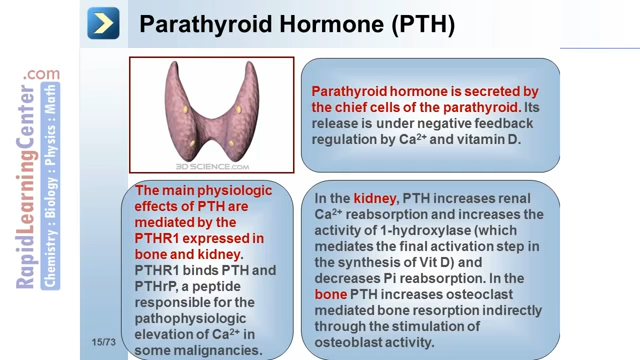 Parathyroid Hormone (PTH)
RapidLearningCenter.com
Chemistry : Biology : Physics : Math
3D SCIENCE.COM
Parathyroid hormone is secreted by
the chief cells of the parathyroid. Its
release is under negative feedback
regulation by Ca²⁺ and vitamin D.
The main physiologic
effects of PTH are
mediated by the
PTHR1 expressed in
bone and kidney.
PTHR1 binds PTH and
PTHrP, a peptide
responsible for the
pathophysiologic
elevation of Ca²⁺ in
some malignancies.
In the kidney, PTH increases renal
Ca²⁺ reabsorption and increases the
activity of 1-hydroxylase (which
mediates the final activation step in
the synthesis of Vit D) and
decreases Pi reabsorption. In the
bone PTH increases osteoclast
mediated bone resorption indirectly
through the stimulation of
osteoblast activity.
15/73